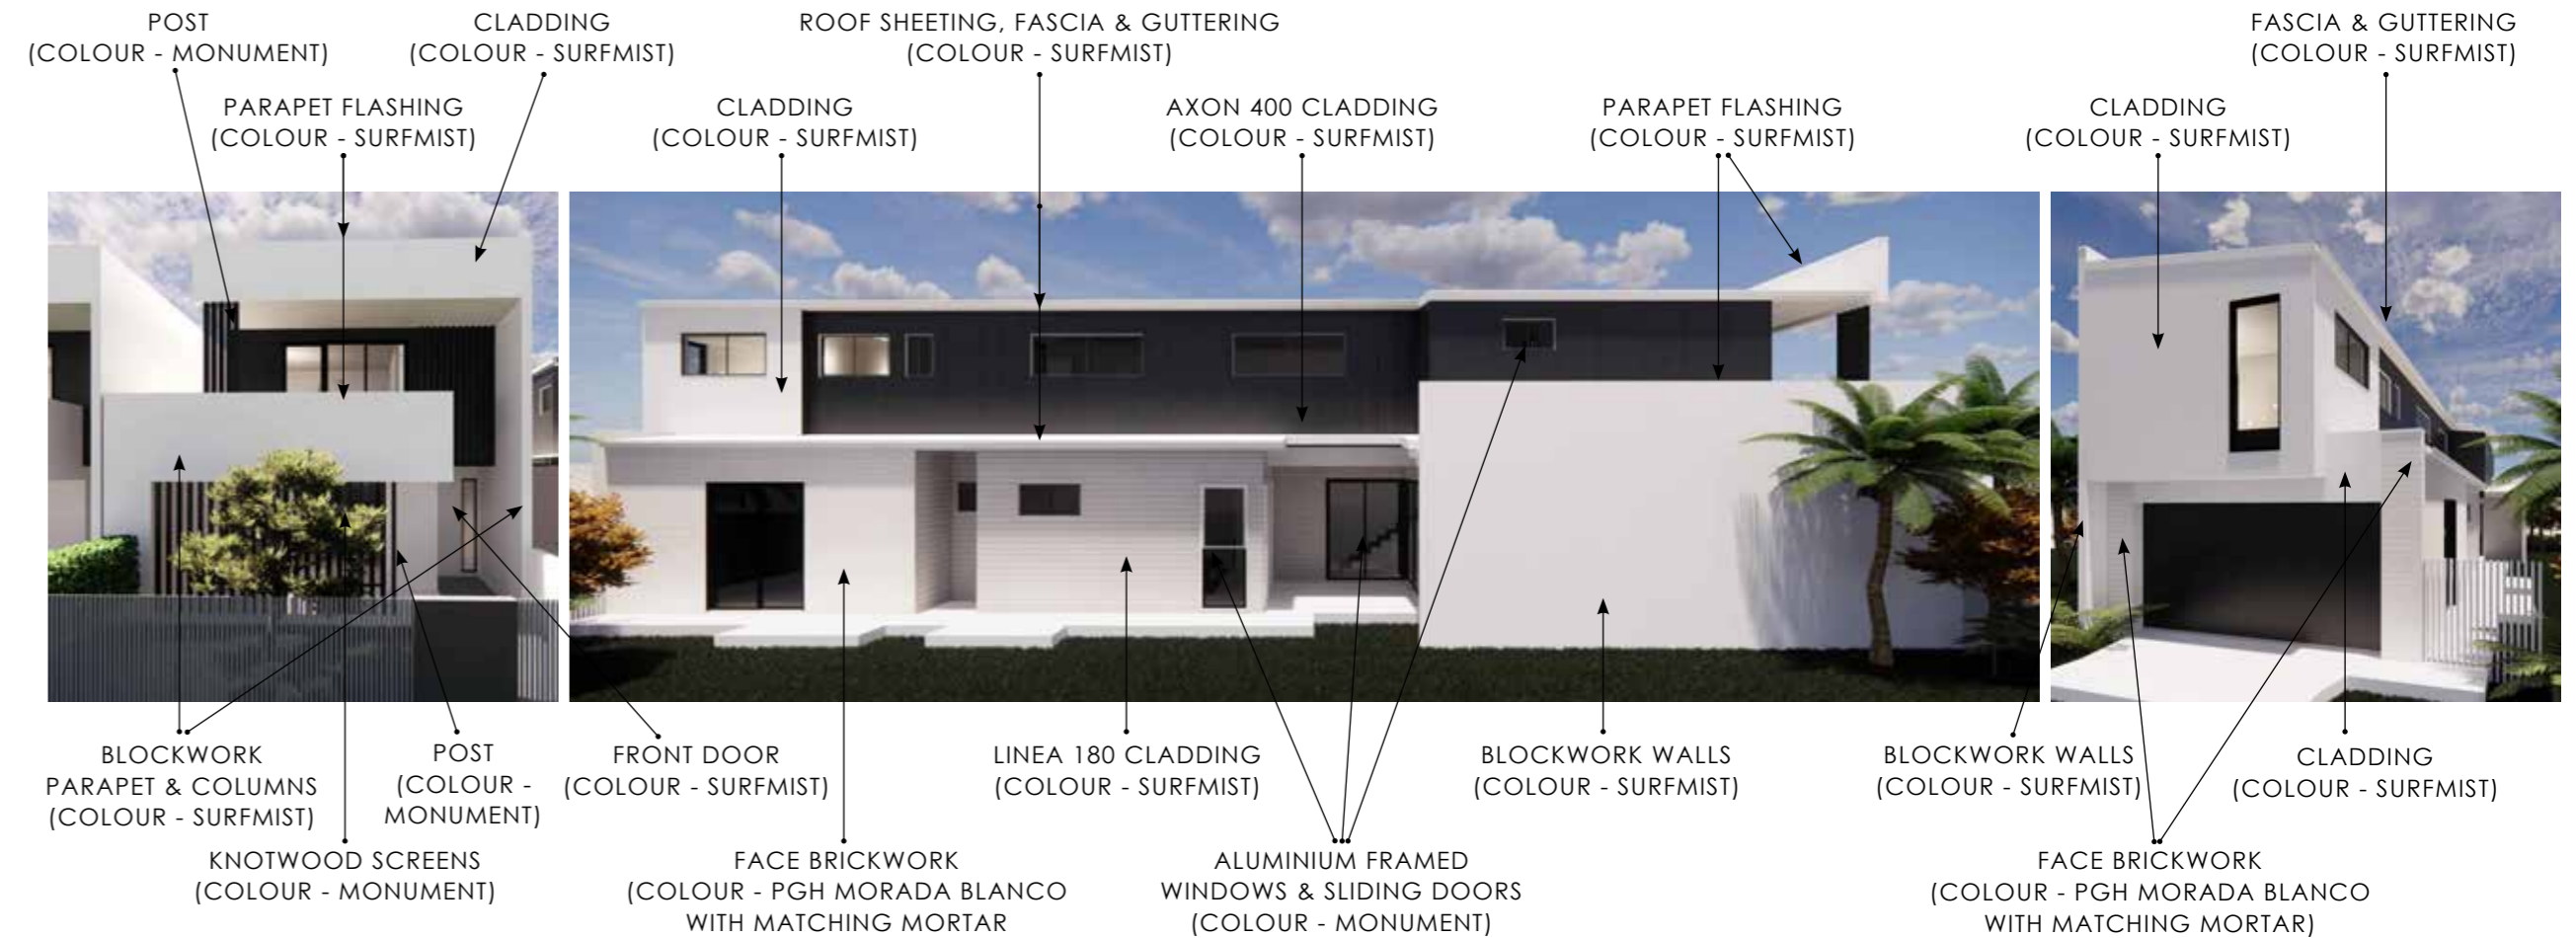 POST
(COLOUR - MONUMENT)
CLADDING
(COLOUR - SURFMIST)
ROOF SHEETING, FASCIA & GUTTERING
(COLOUR - SURFMIST)
FASCIA & GUTTERING
(COLOUR - SURFMIST)
PARAPET FLASHING
(COLOUR - SURFMIST)
CLADDING
(COLOUR - SURFMIST)
AXON 400 CLADDING
(COLOUR - SURFMIST)
PARAPET FLASHING
(COLOUR - SURFMIST)
CLADDING
(COLOUR - SURFMIST)
BLOCKWORK
PARAPET & COLUMNS
(COLOUR - SURFMIST)
POST
(COLOUR -
MONUMENT)
FRONT DOOR
(COLOUR - SURFMIST)
LINEA 180 CLADDING
(COLOUR - SURFMIST)
BLOCKWORK WALLS
(COLOUR - SURFMIST)
BLOCKWORK WALLS
(COLOUR - SURFMIST)
CLADDING
(COLOUR - SURFMIST)
KNOTWOOD SCREENS
(COLOUR - MONUMENT)
FACE BRICKWORK
(COLOUR - PGH MORADA BLANCO
WITH MATCHING MORTAR
ALUMINIUM FRAMED
WINDOWS & SLIDING DOORS
(COLOUR - MONUMENT)
FACE BRICKWORK
(COLOUR - PGH MORADA BLANCO
WITH MATCHING MORTAR)